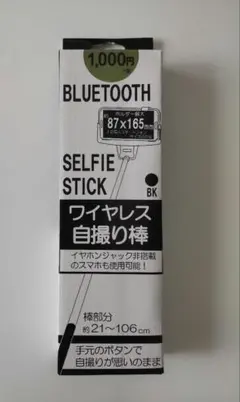 1,000円
BLUETOOTH
ホルダー最大
約
87×165mm
SELFIE
STICK
BK
ワイヤレス
自撮り棒
イヤホンジャック非搭載
のスマホも使用可能！
棒部分
約21～106cm
手元のボタンで
自撮りが思いのまま